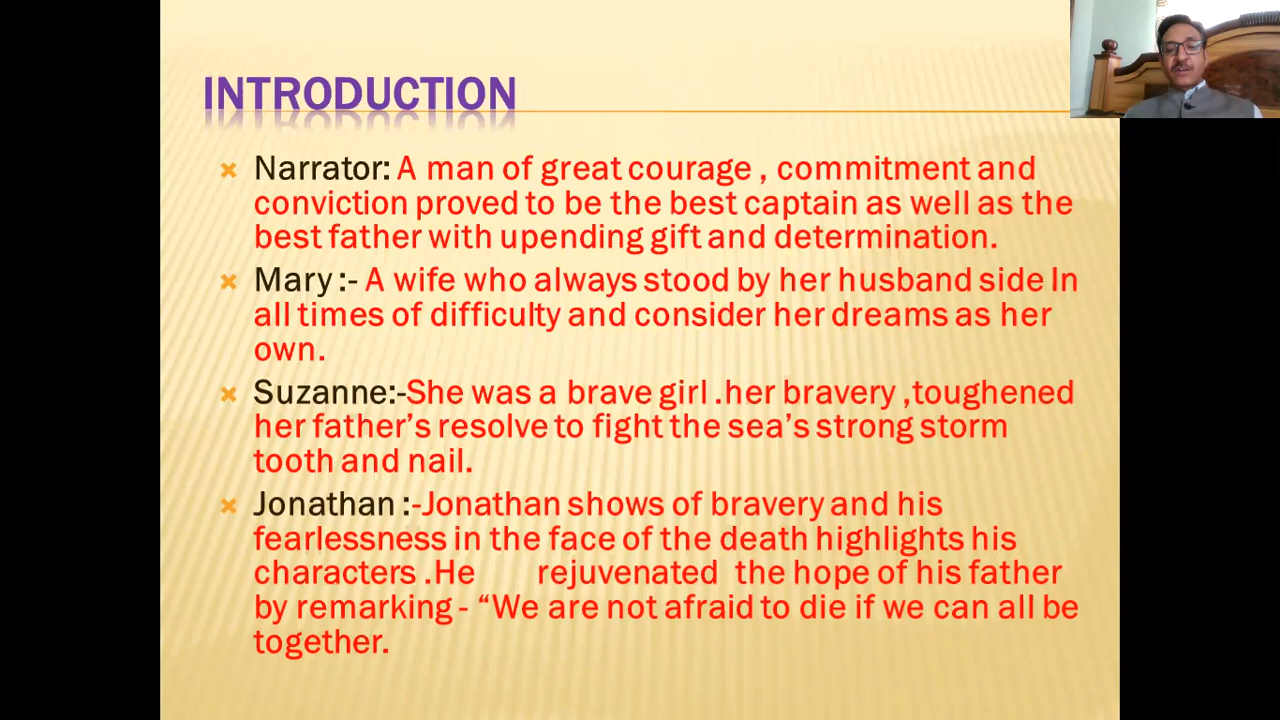 INTRODUCTION
Narrator: A man of great courage , commitment and
conviction proved to be the best captain as well as the
best father with upending gift and determination.
Mary :- A wife who always stood by her husband side In
all times of difficulty and consider her dreams as her
own.
Suzanne:-She was a brave girl .her bravery ,toughened
her father’s resolve to fight the sea’s strong storm
tooth and nail.
Jonathan :-Jonathan shows of bravery and his
fearlessness in the face of the death highlights his
characters .He rejuvenated the hope of his father
by remarking - “We are not afraid to die if we can all be
together.